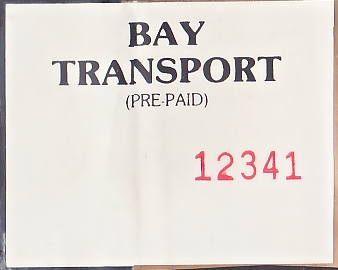 BAY
TRANSPORT
(PRE-PAID)
12341